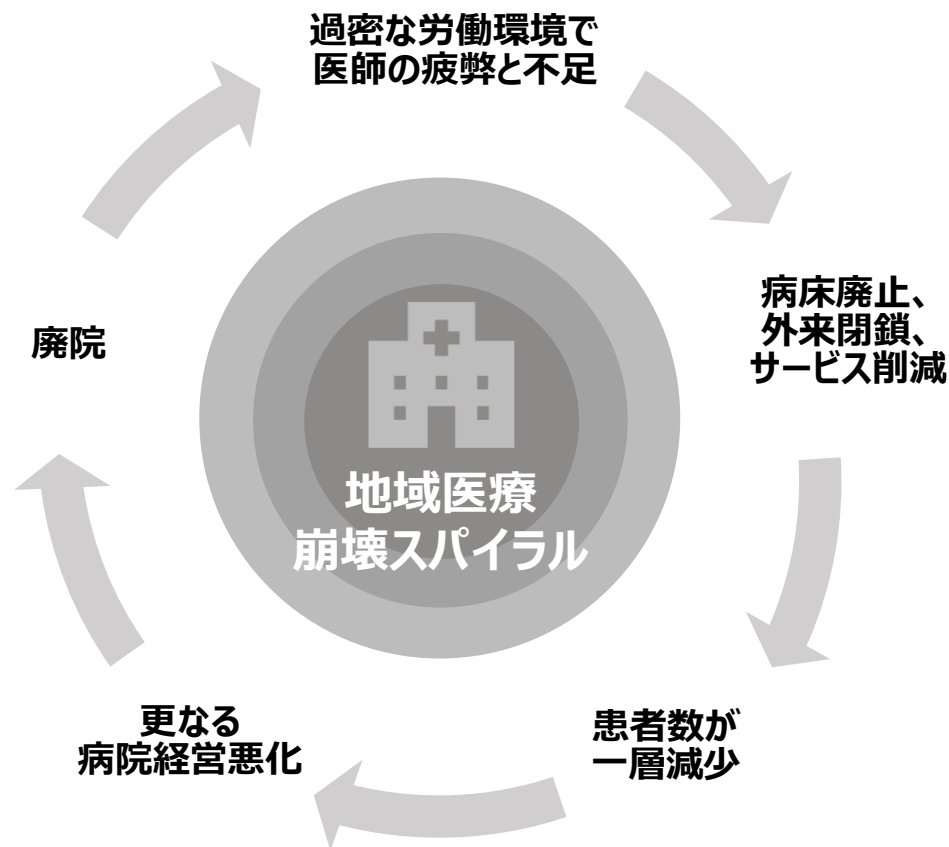 過密な労働環境で
医師の疲弊と不足
病床廃止、
外来閉鎖、
サービス削減
患者数が
一層減少
更なる
病院経営悪化
廃院
地域医療
崩壊スパイラル